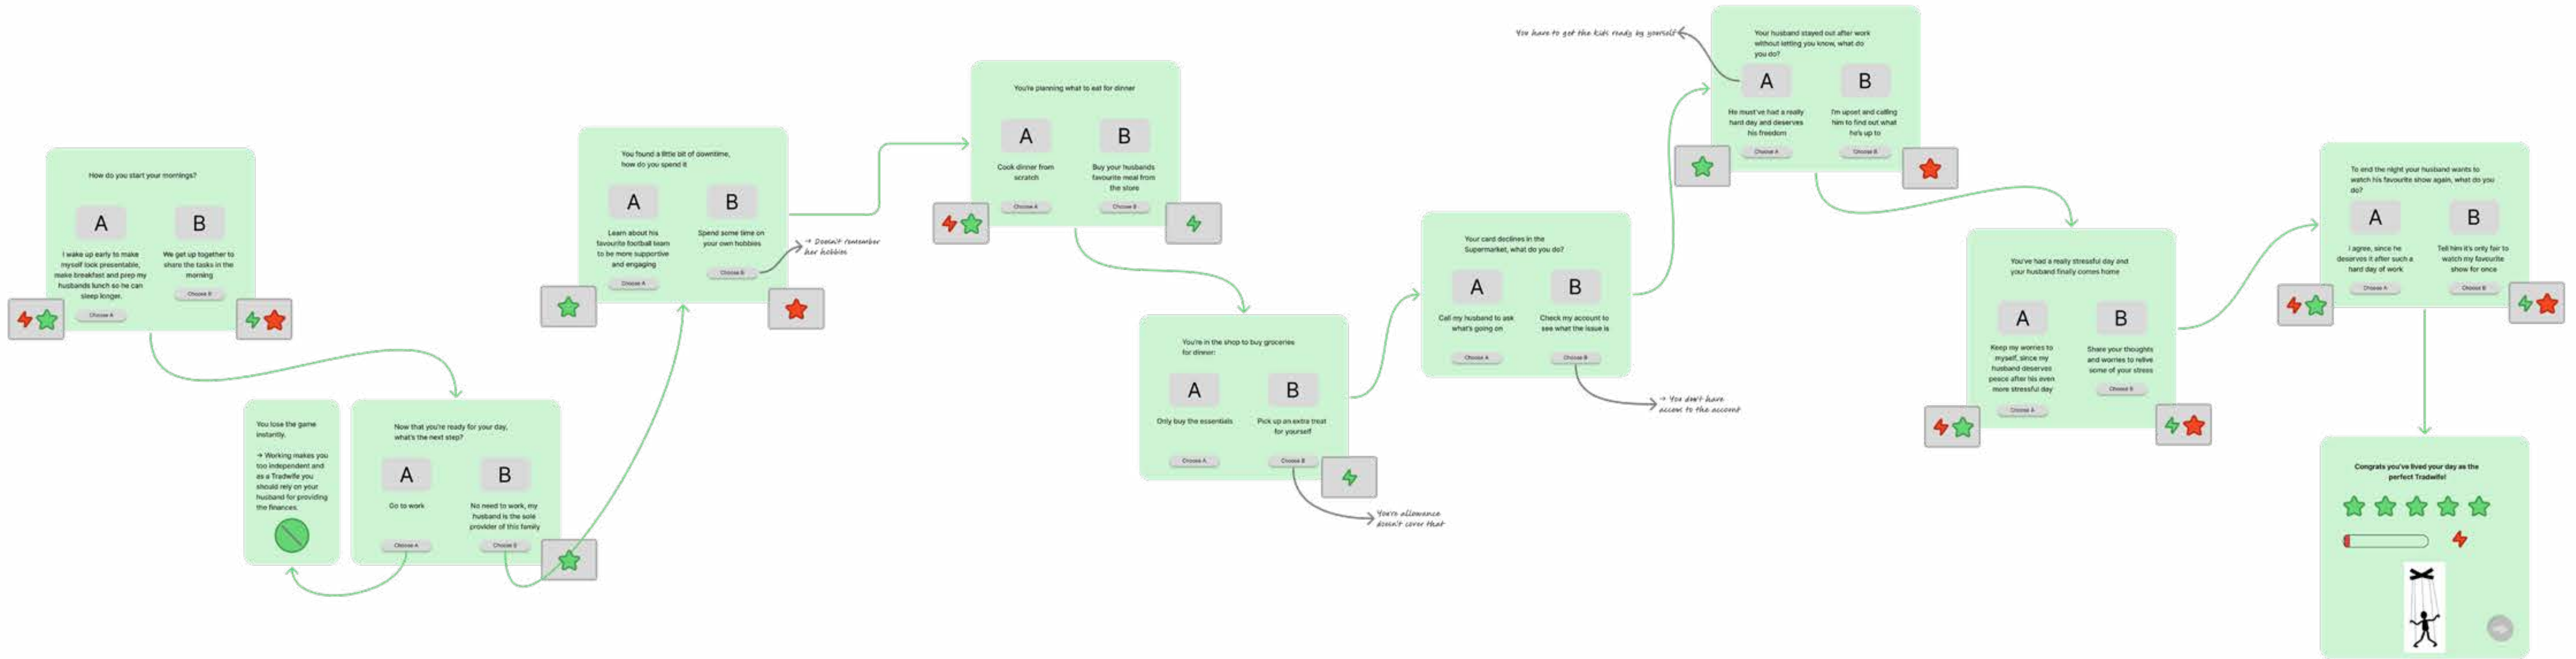 How do you start your mornings?
A
B
I wake up early to make
myself look presentable,
make breakfast and prep my
husbands lunch so he can
sleep longer.
Choose A
We get up together to
share the tasks in the
morning
Choose B
You lose the game
instantly.
→ Working makes you
too independent and
as a Tradwife you
should rely on your
husband for providing
the finances.
Now that you're ready for your day,
what's the next step?
A
B
Go to work
Choose A
No need to work, my
husband is the sole
provider of this family
Choose B
You found a little bit of downtime,
how do you spend it
A
B
Learn about his
favourite football team
to be more supportive
and engaging
Choose A
Spend some time on
your own hobbies
Choose B
→ Doesn't remember
her hobbies
You're planning what to eat for dinner
A
B
Cook dinner from
scratch
Choose A
Buy your husbands
favourite meal from
the store
Choose B
You're in the shop to buy groceries
for dinner:
A
B
Only buy the essentials
Choose A
Pick up an extra treat
for yourself
Choose B
You're allowance
doesn't cover that
Your card declines in the
Supermarket, what do you do?
A
B
Call my husband to ask
what's going on
Choose A
Check my account to
see what the issue is
Choose B
→ You don't have
access to the account
You have to get the kids ready by yourself
Your husband stayed out after work
without letting you know, what do
you do?
A
B
He must've had a really
hard day and deserves
his freedom
Choose A
I'm upset and calling
him to find out what
he's up to
Choose B
You've had a really stressful day and
your husband finally comes home
A
B
Keep my worries to
myself, since my
husband deserves
peace after his even
more stressful day
Choose A
Share your thoughts
and worries to relive
some of your stress
Choose B
To end the night your husband wants to
watch his favourite show again, what do you
do?
A
B
I agree, since he
deserves it after such a
hard day of work
Choose A
Tell him it's only fair to
watch my favourite
show for once
Choose B
Congrats you've lived your day as the
perfect Tradwife!